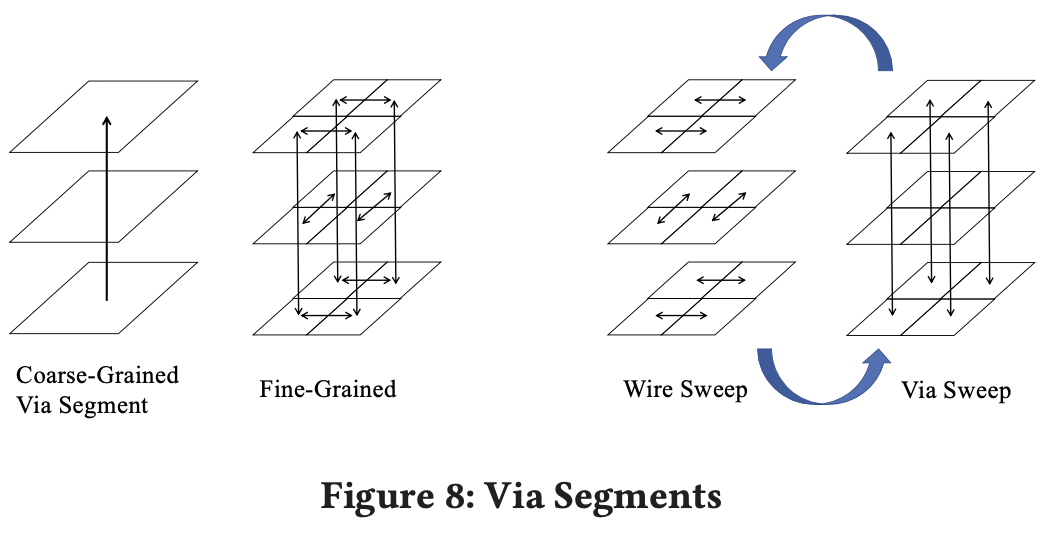 Coarse-Grained
Via Segment
Fine-Grained
Wire Sweep
Via Sweep
Figure 8: Via Segments